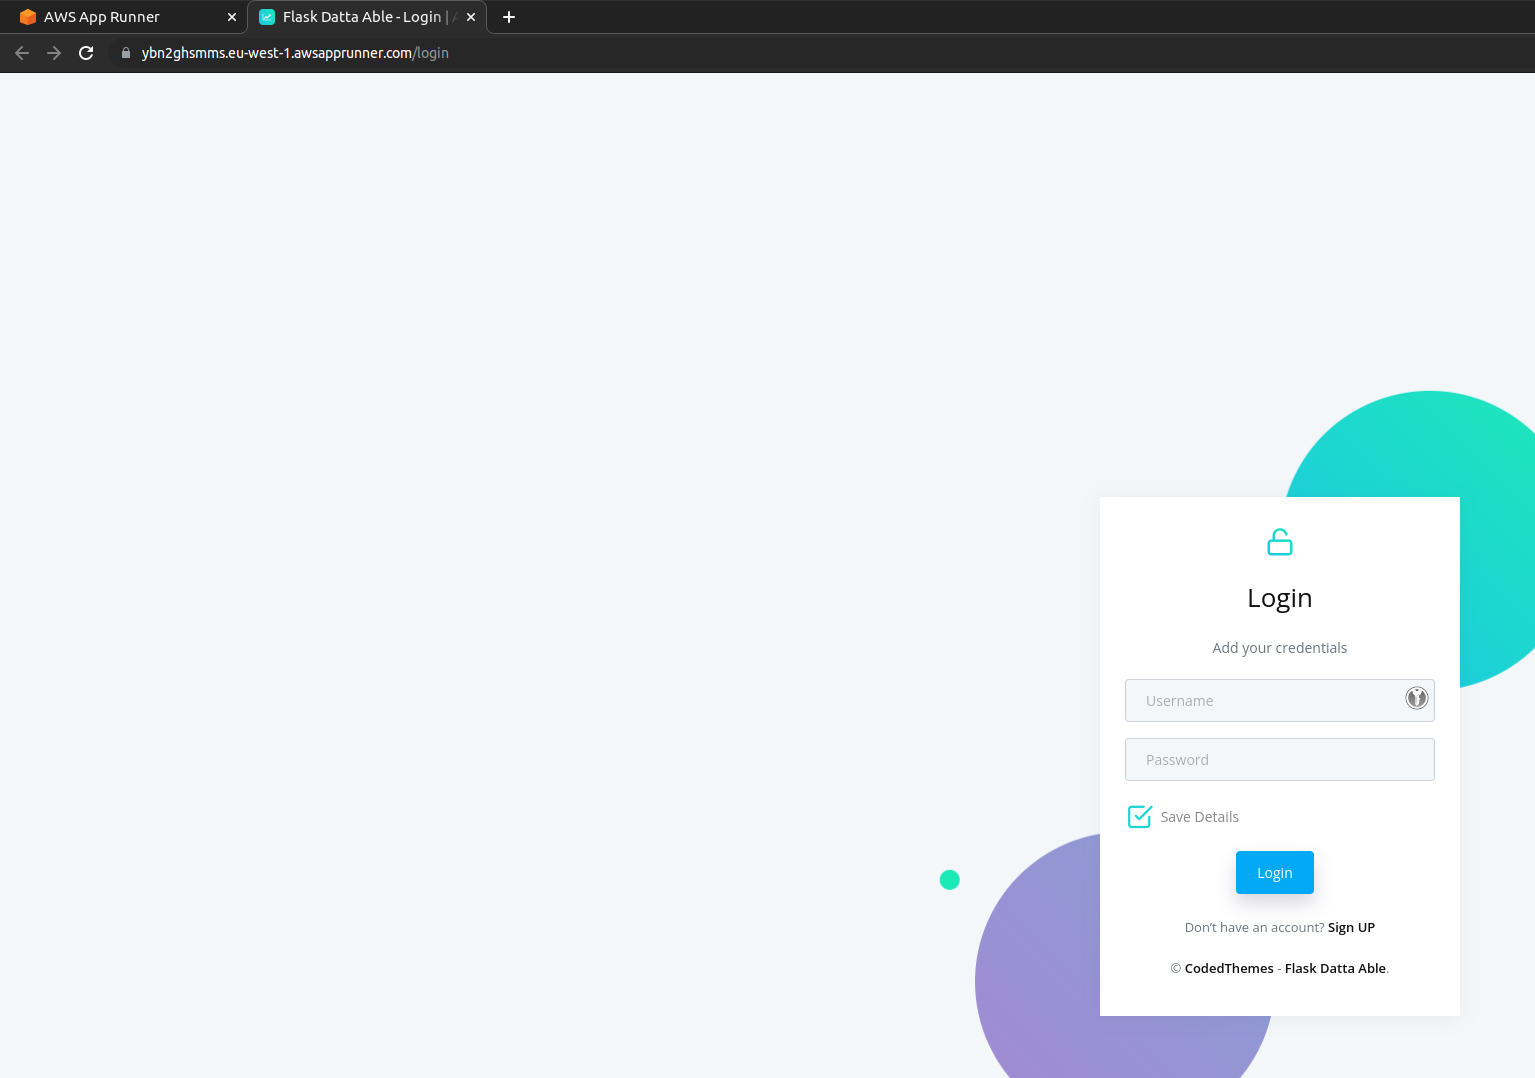 AWS App Runner
Flask Datta Able - Login |
ybn2ghsmms.eu-west-1.awsapprunner.com/login
Login
Add your credentials
Username
Password
Save Details
Login
Don't have an account? Sign UP
© CodedThemes - Flask Datta Able.